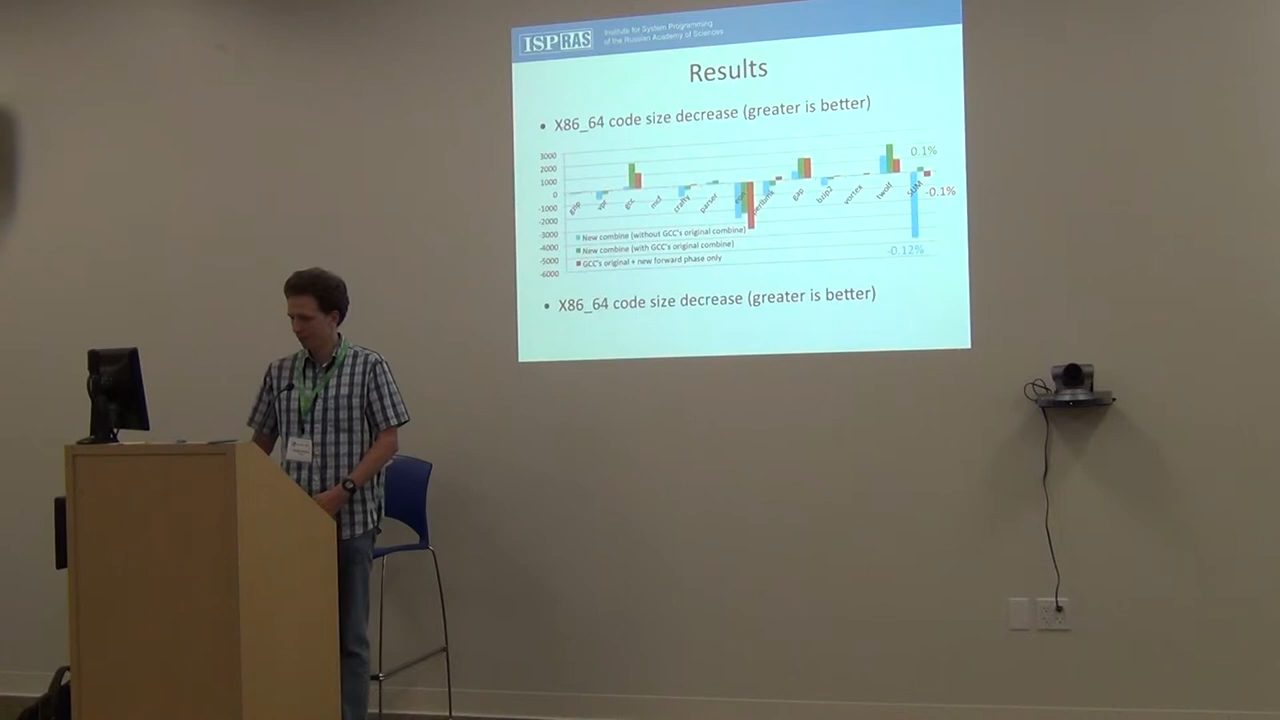 ISPRAS
Institute for System Programming
of the Russian Academy of Sciences
Results
• X86_64 code size decrease (greater is better)
3000
2000
1000
0
-1000
-2000
-3000
-4000
-5000
-6000
gzip
vpr
gcc
mcf
crafty
parser
eon
perlbmk
gap
bzip2
vortex
twolf
SUM
0.1%
-0.1%
-0.12%
New combine (without GCC's original combine)
New combine (with GCC's original combine)
GCC's original + new forward phase only
• X86_64 code size decrease (greater is better)